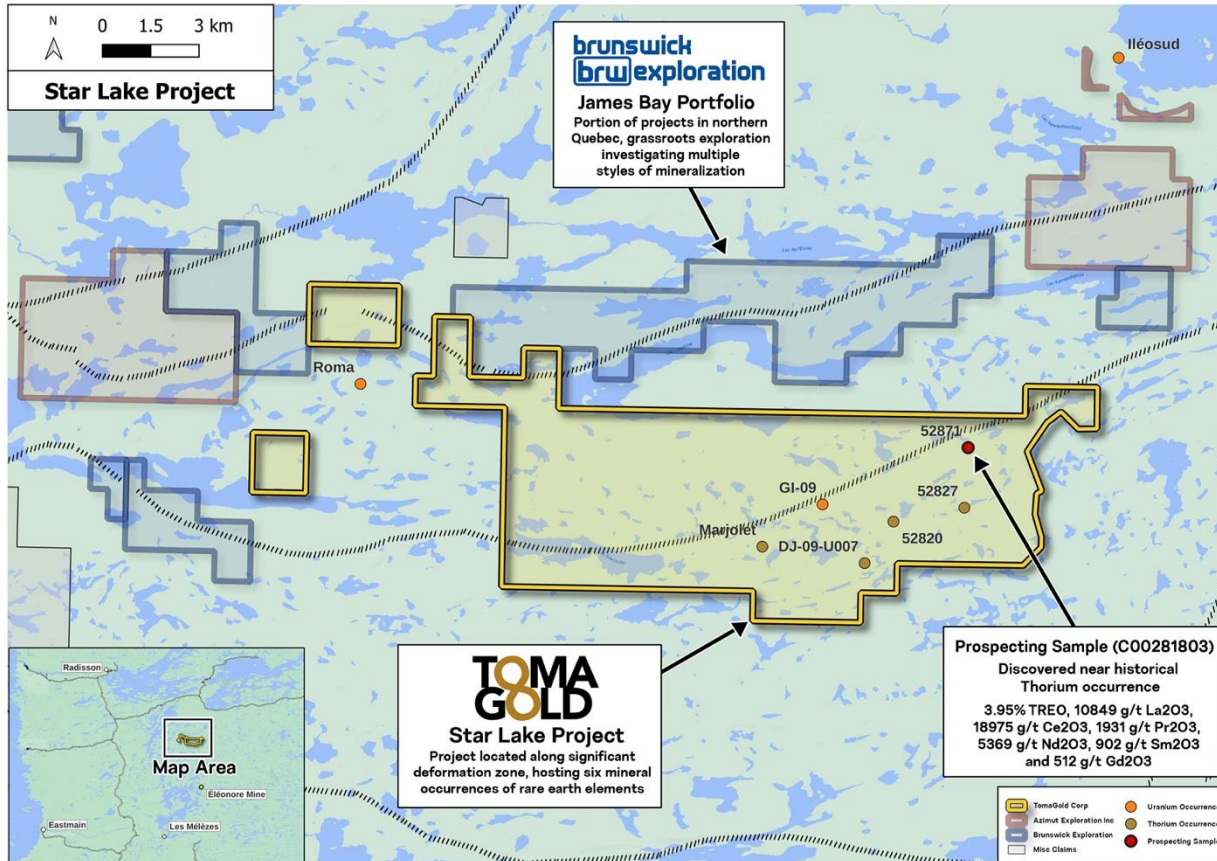 N
0 1.5 3 km
Star Lake Project
brunswick
brw exploration
James Bay Portfolio
Portion of projects in northern
Quebec, grassroots exploration
investigating multiple
styles of mineralization
Iléosud
Roma
52871
GI-09
52827
Marjolet
52820
DJ-09-U007
TOMA
GOLD
Star Lake Project
Project located along significant
deformation zone, hosting six mineral
occurrences of rare earth elements
Prospecting Sample (C00281803)
Discovered near historical
Thorium occurrence
3.95% TREO, 10849 g/t La2O3,
18975 g/t Ce2O3, 1931 g/t Pr2O3,
5369 g/t Nd2O3, 902 g/t Sm2O3
and 512 g/t Gd2O3
Radisson
Map Area
Éléonore Mine
Eastmain
Les Mélèzes
TomaGold Corp
Azimut Exploration Inc
Brunswick Exploration
Misc Claims
Uranium Occurrence
Thorium Occurrence
Prospecting Sample